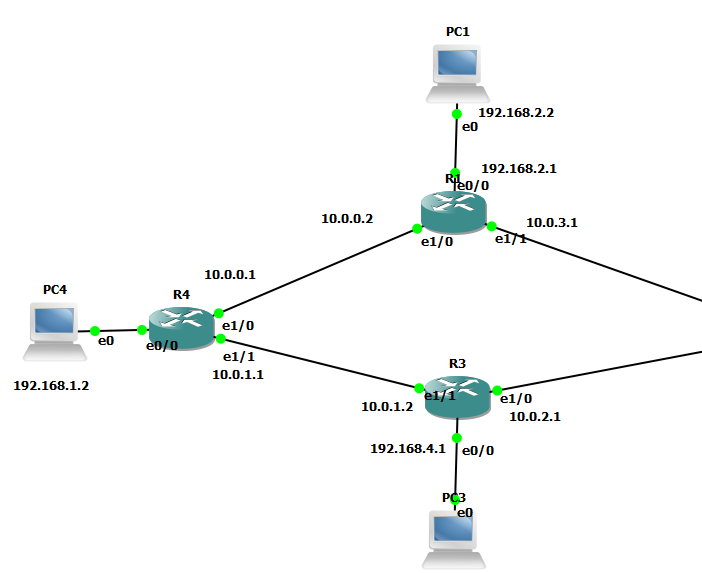 PC1
192.168.2.2
e0
192.168.2.1
R1
e0/0
10.0.0.2
10.0.3.1
e1/0
e1/1
10.0.0.1
PC4
R4
e1/0
e0
e0/0
e1/1
10.0.1.1
192.168.1.2
R3
e1/1
e1/0
10.0.1.2
10.0.2.1
192.168.4.1
e0/0
PC3
e0